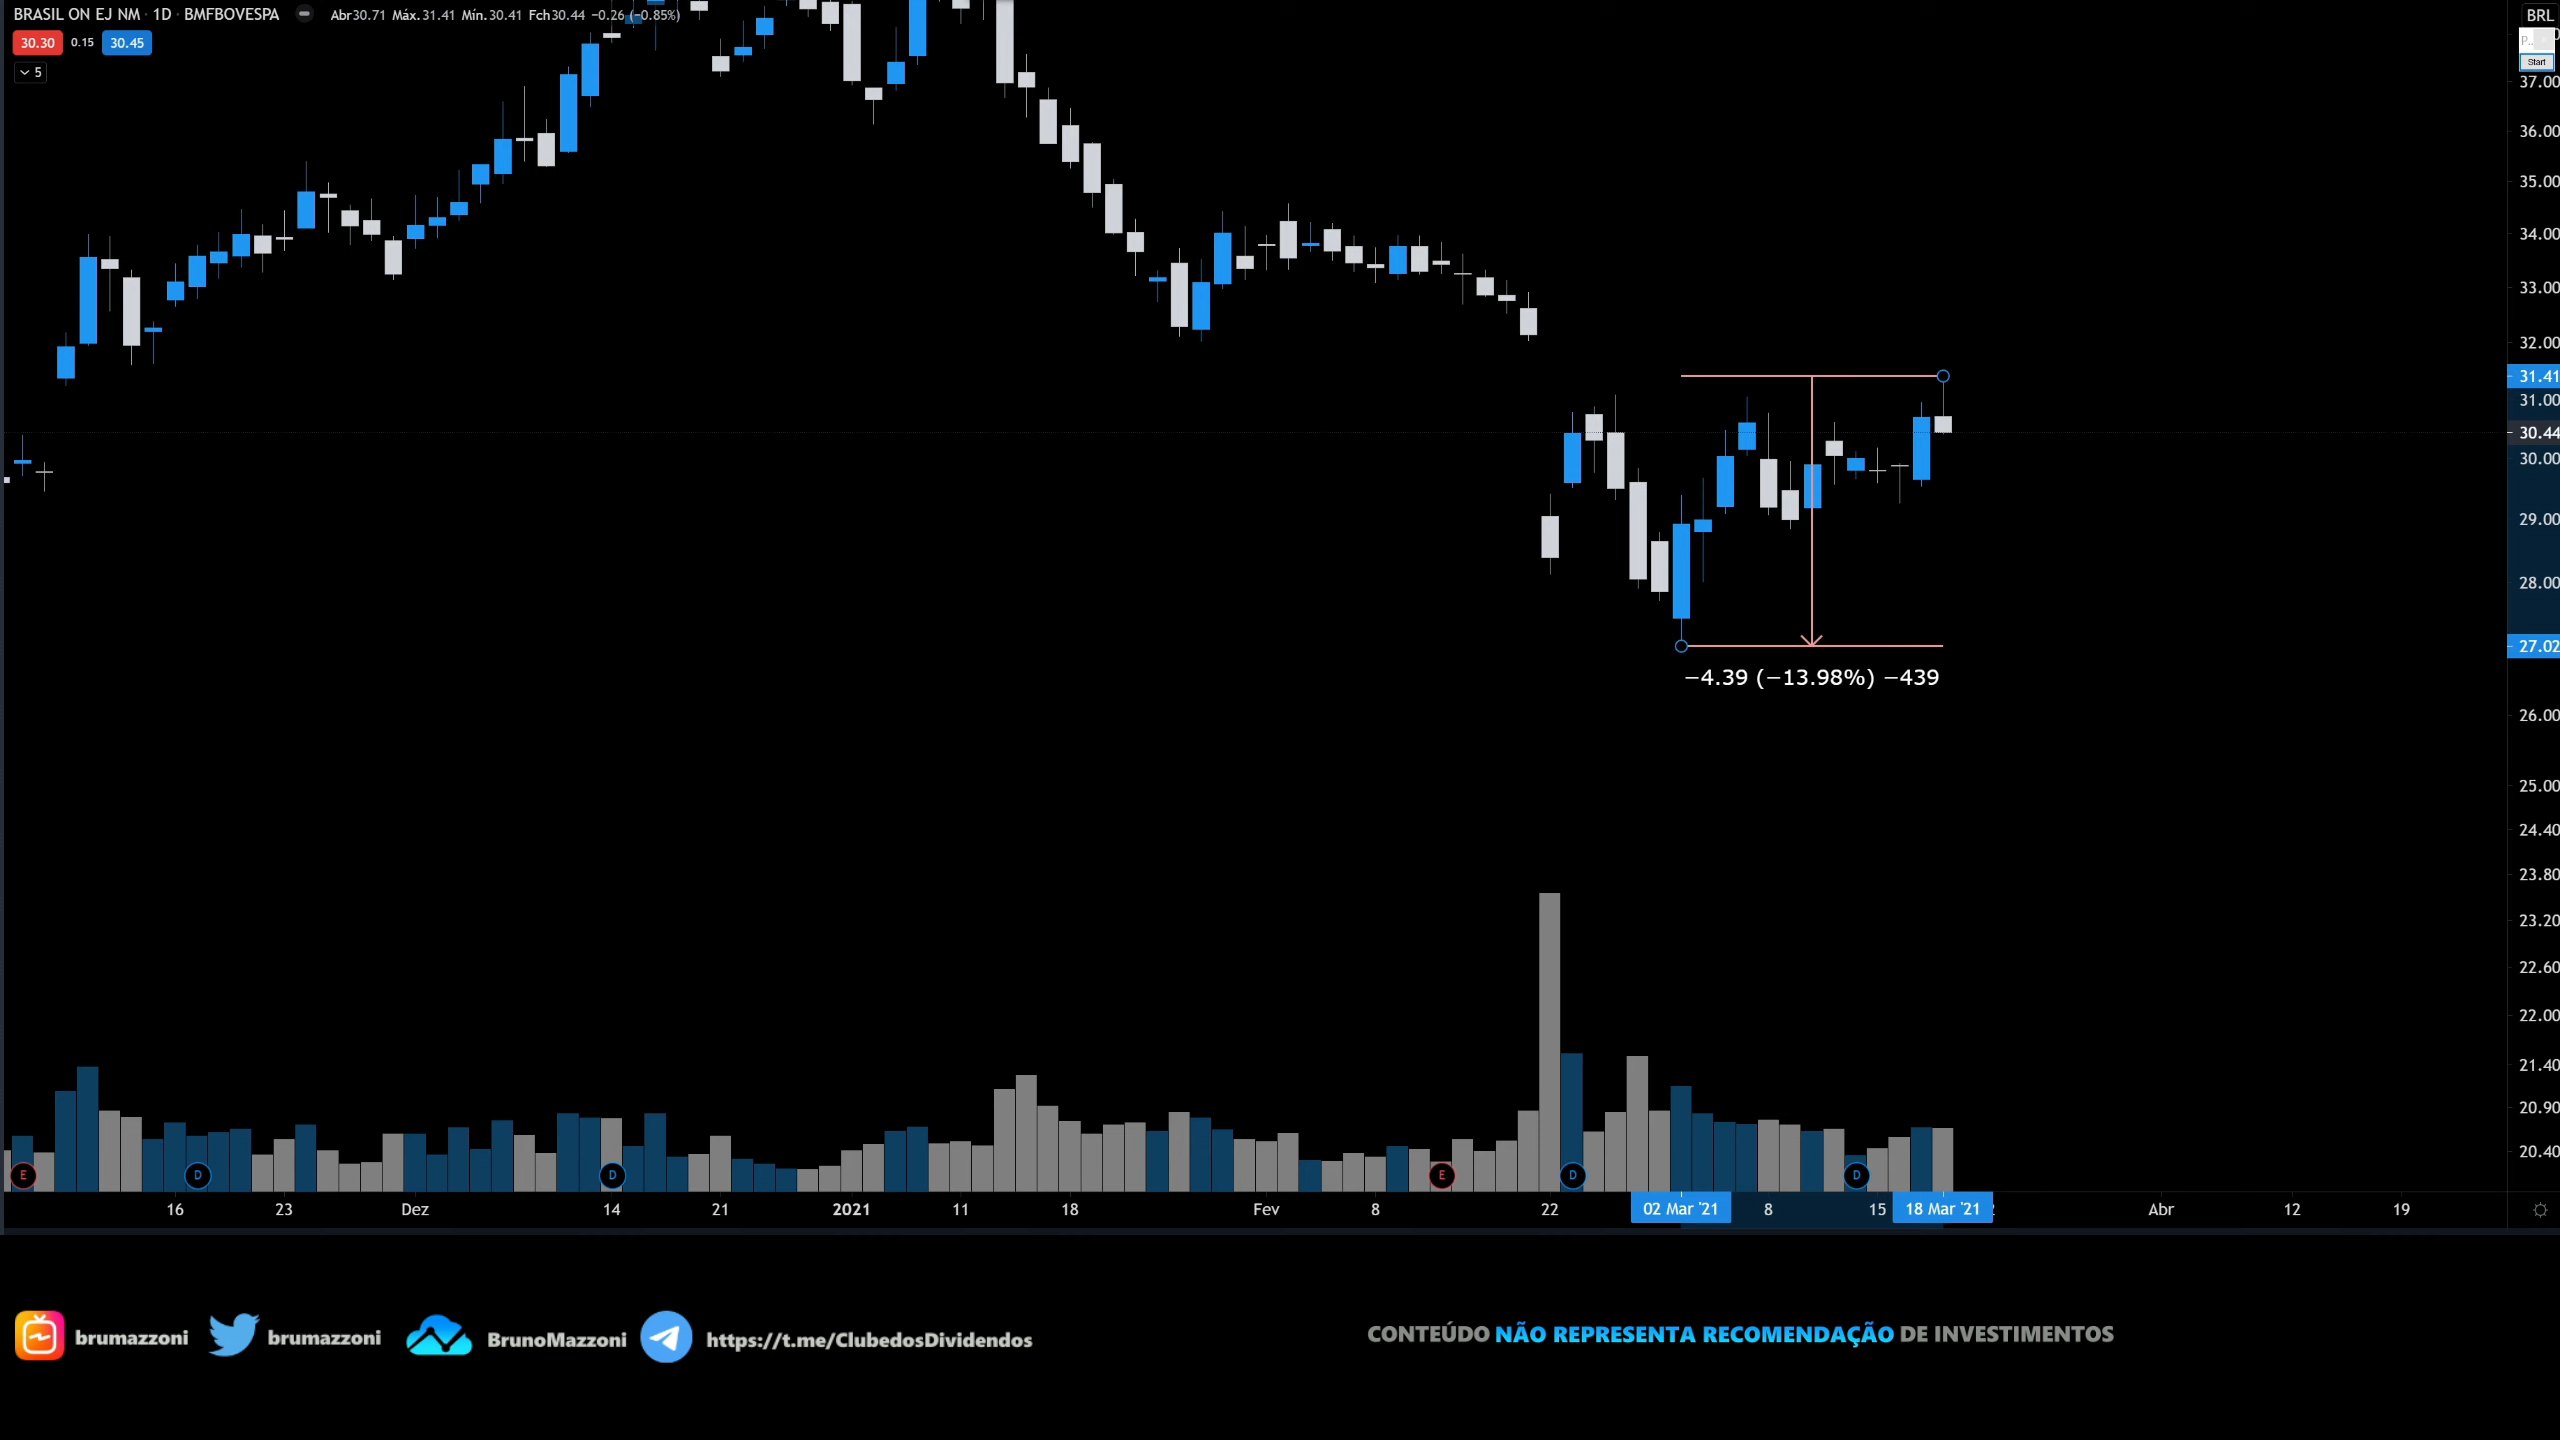 BRASIL ON EJ NM · 1D · BMFBOVESPA Abr30.71 Máx.31.41 Mín.30.41 Fch30.44 −0.26 (−0.85%)
30.30 0.15 30.45
5
BRL
P...
Start
37.00
36.00
35.00
34.00
33.00
32.00
31.41
31.00
30.44
30.00
29.00
28.00
27.02
−4.39 (−13.98%) −439
26.00
25.00
24.40
23.80
23.20
22.60
22.00
21.40
20.90
20.40
E D D E D D
16 23 Dez 14 21 2021 11 18 Fev 8 22 02 Mar '21 8 15 18 Mar '21 Abr 12 19
brumazzoni brumazzoni BrunoMazzoni https://t.me/ClubedosDividendos
CONTEÚDO NÃO REPRESENTA RECOMENDAÇÃO DE INVESTIMENTOS